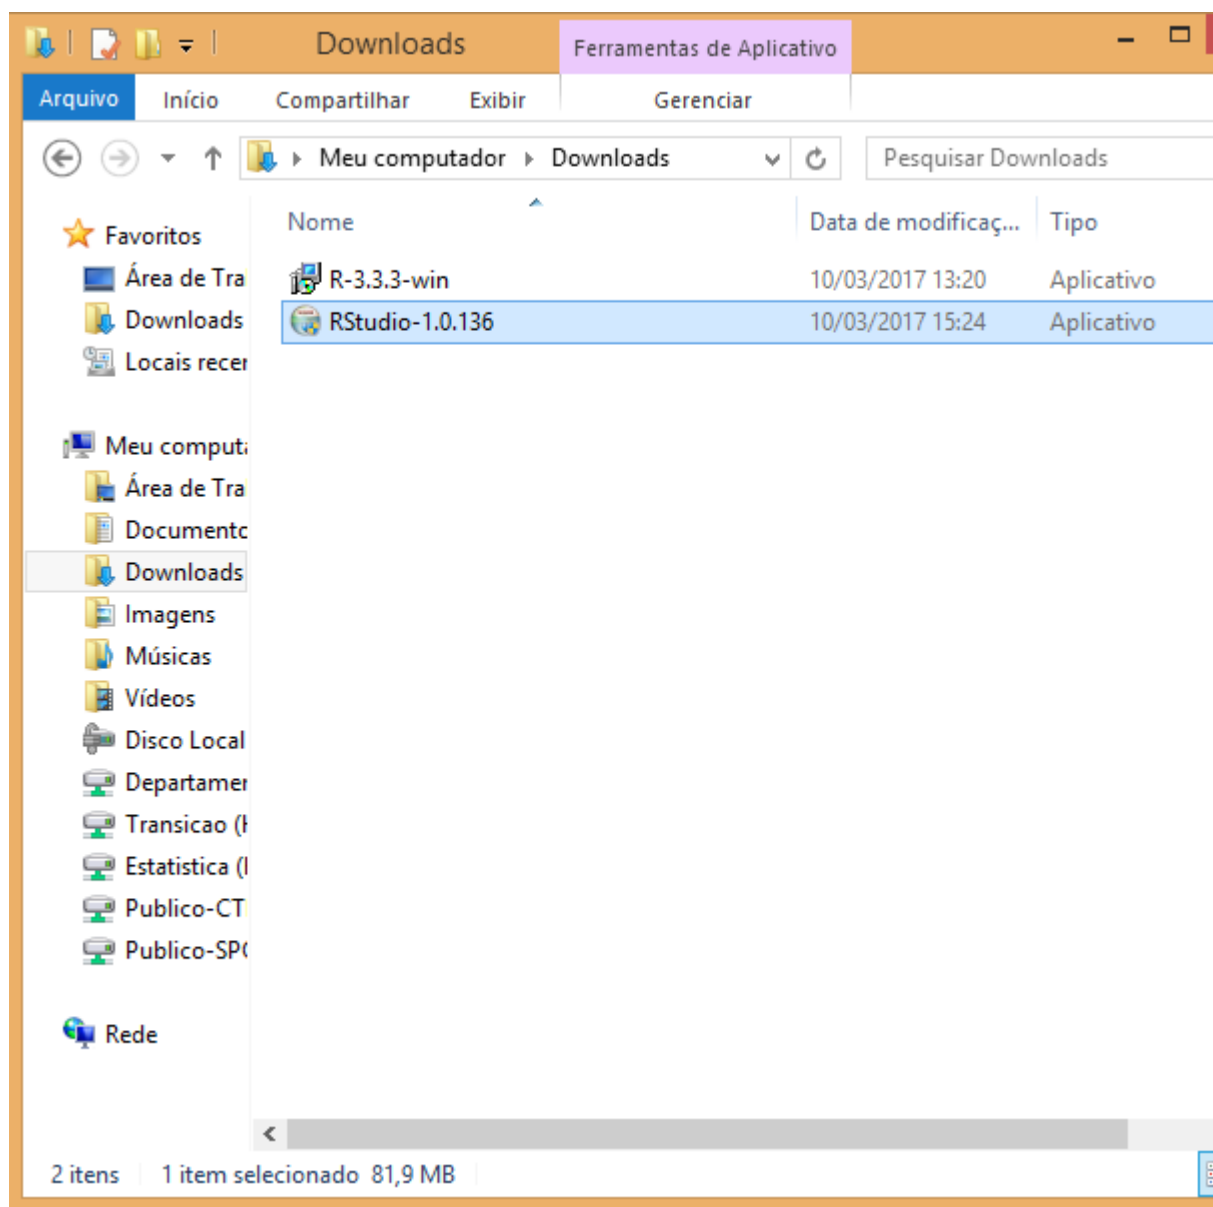 Downloads
Ferramentas de Aplicativo
Arquivo Início Compartilhar Exibir Gerenciar
Meu computador Downloads Pesquisar Downloads
Nome Data de modificaç... Tipo
R-3.3.3-win 10/03/2017 13:20 Aplicativo
RStudio-1.0.136 10/03/2017 15:24 Aplicativo
Favoritos
Área de Tra
Downloads
Locais recer
Meu computa
Área de Tra
Documento
Downloads
Imagens
Músicas
Vídeos
Disco Local
Departamen
Transicao (H
Estatistica (I
Publico-CT
Publico-SPC
Rede
2 itens 1 item selecionado 81,9 MB